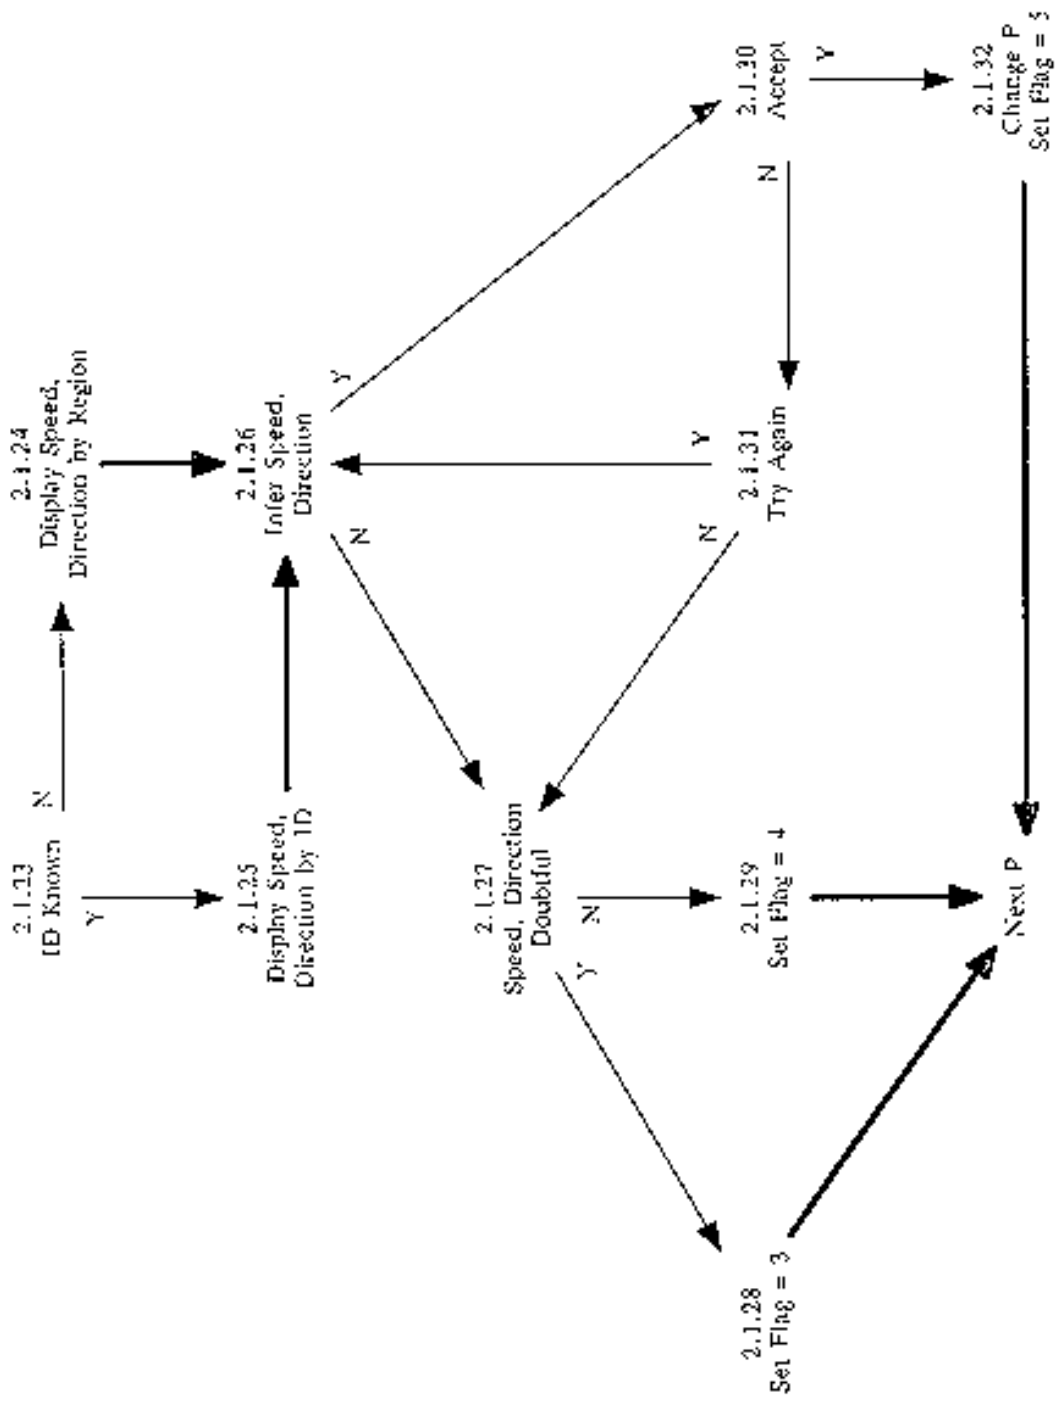 2.1.23
ID Known
N
Y
2.1.24
Display Speed,
Direction by Region
2.1.25
Display Speed,
Direction by ID
2.1.26
Infer Speed,
Direction
N
Y
2.1.27
Speed, Direction
Doubtful
Y
N
2.1.28
Set Flag = 3
2.1.29
Set Flag = 4
2.1.31
Try Again
N
Y
2.1.30
Accept
N
Y
2.1.32
Change P
Set Flag =
Next P